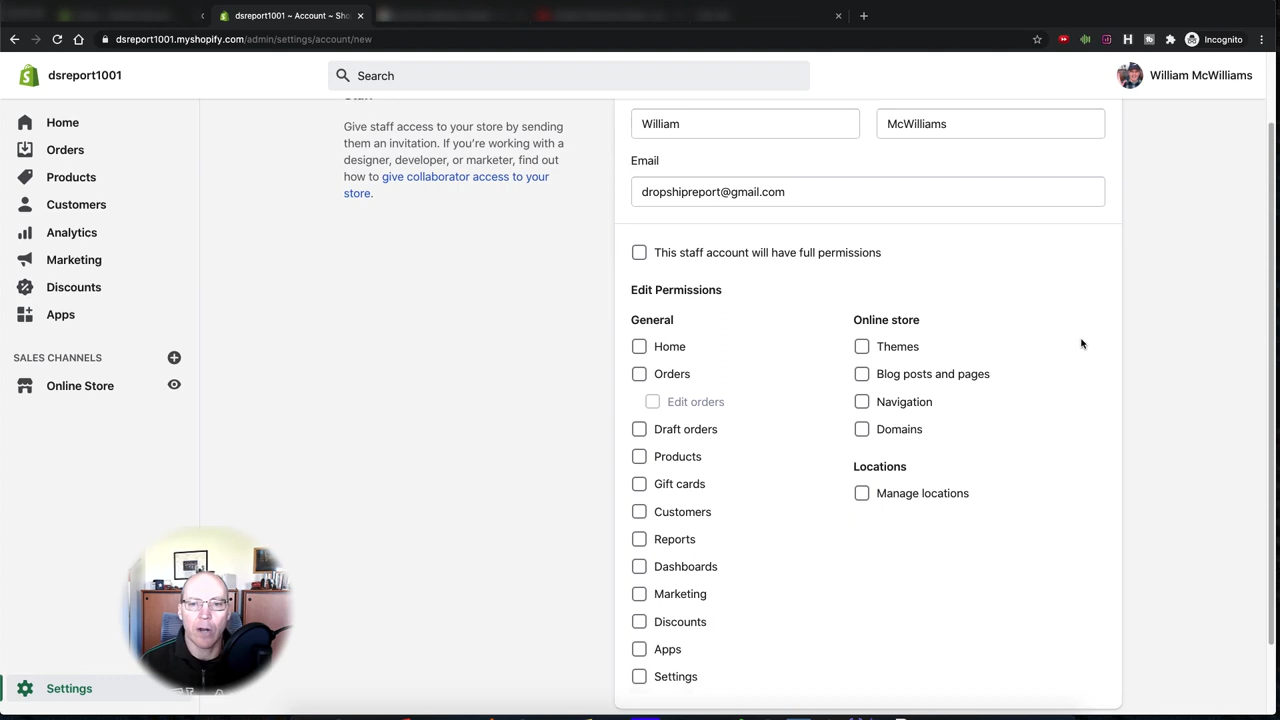 dsreport1001 ~ Account ~ Sho
dsreport1001.myshopify.com/admin/settings/account/new
Incognito
dsreport1001
Search
William McWilliams
Home
Orders
Products
Customers
Analytics
Marketing
Discounts
Apps
SALES CHANNELS
Online Store
Settings
Give staff access to your store by sending
them an invitation. If you're working with a
designer, developer, or marketer, find out
how to give collaborator access to your
store.
William
McWilliams
Email
dropshipreport@gmail.com
This staff account will have full permissions
Edit Permissions
General
Home
Orders
Edit orders
Draft orders
Products
Gift cards
Customers
Reports
Dashboards
Marketing
Discounts
Apps
Settings
Online store
Themes
Blog posts and pages
Navigation
Domains
Locations
Manage locations